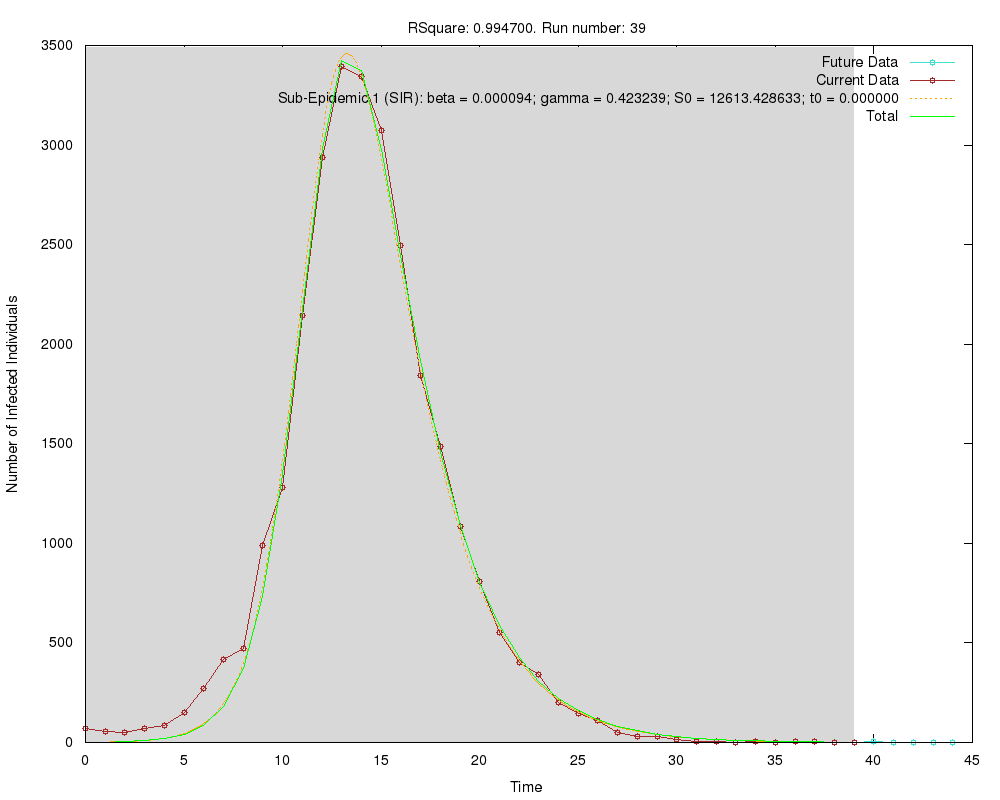 RSquare: 0.994700. Run number: 39
Future Data
Current Data
Sub-Epidemic 1 (SIR): beta = 0.000094; gamma = 0.423239; S0 = 12613.428633; t0 = 0.000000
Total
Number of Infected Individuals
3500
3000
2500
2000
1500
1000
500
0
0 5 10 15 20 25 30 35 40 45
Time